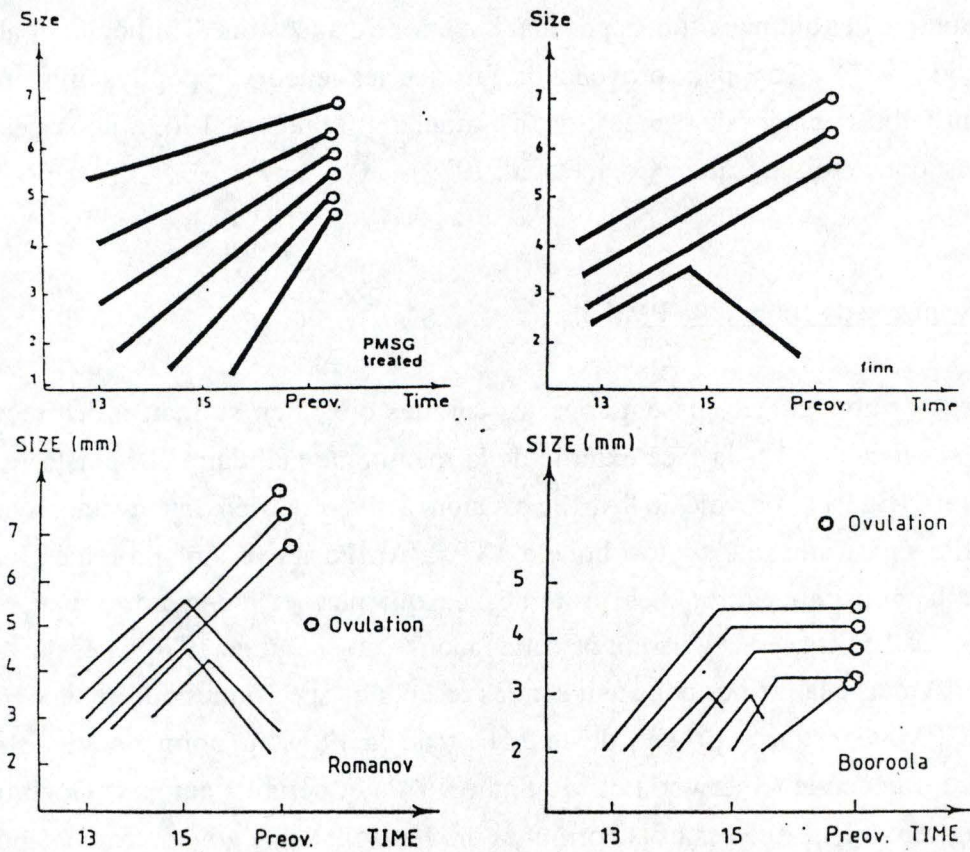 Size
7
6
5
4
3
2
1
PMSG
treated
13
15
Preov.
Time
Size
7
6
5
4
3
2
finn
13
15
Preov.
Time
SIZE (mm)
7
6
5
4
3
2
Ovulation
Romanov
13
15
Preov.
TIME
SIZE (mm)
5
4
3
2
Ovulation
Booroola
13
15
Preov.
TIME